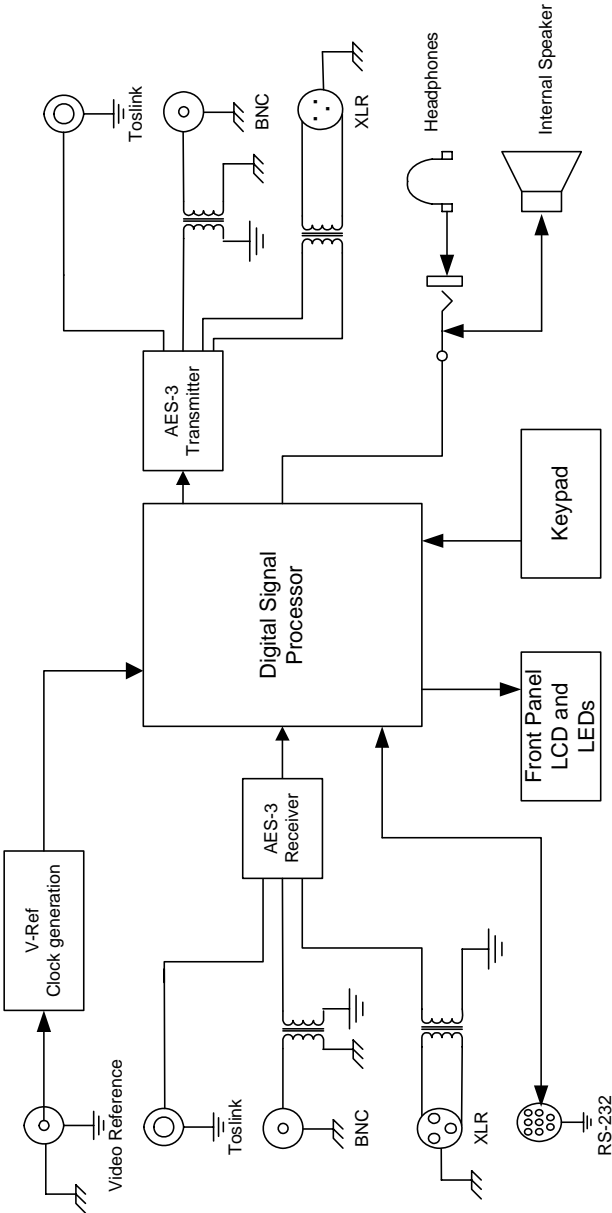 Video Reference
V-Ref
Clock generation
Toslink
BNC
XLR
RS-232
AES-3
Receiver
Digital Signal
Processor
Front Panel
LCD and
LEDs
Keypad
AES-3
Transmitter
Toslink
BNC
XLR
Headphones
Internal Speaker